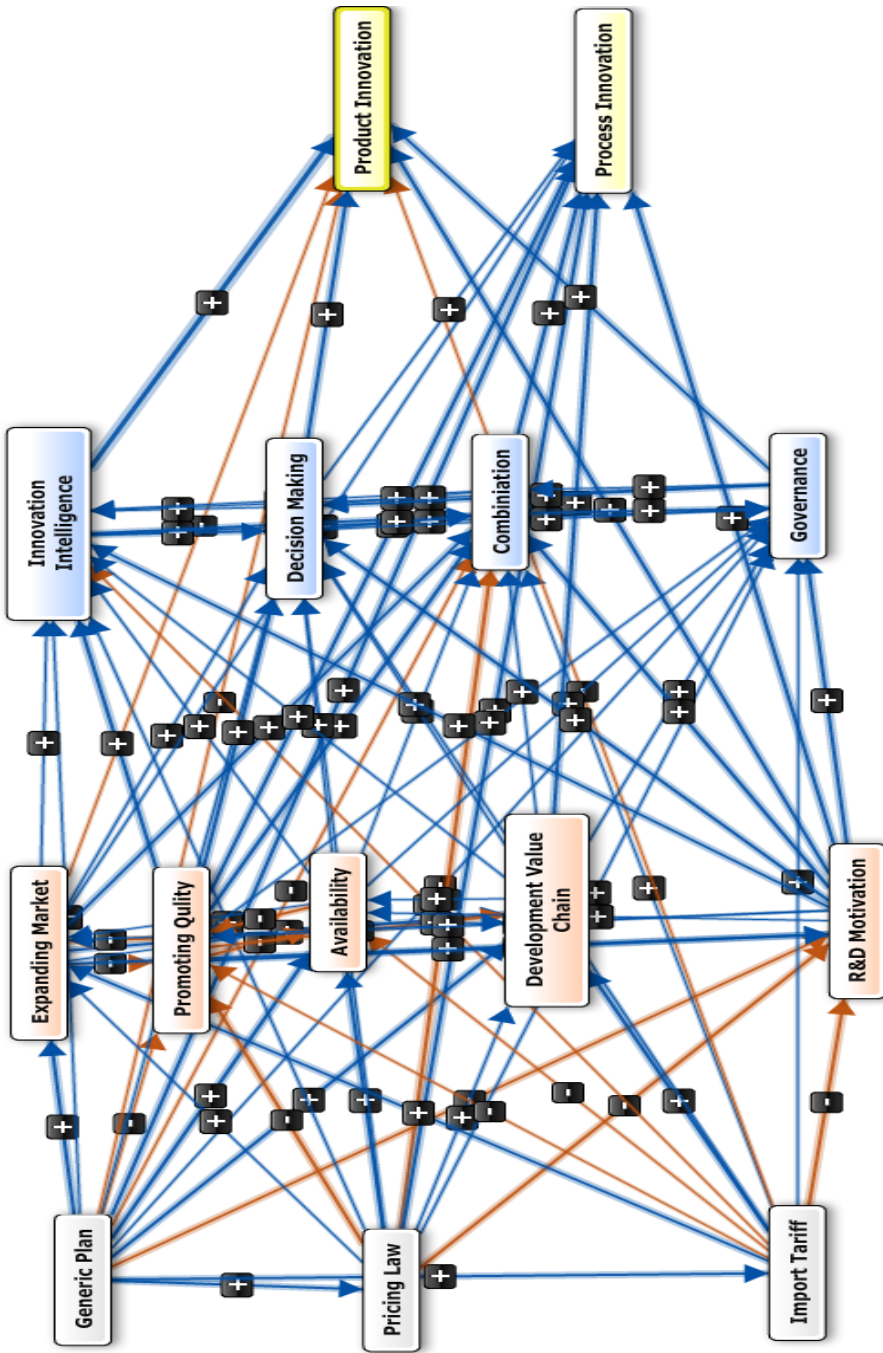 Generic Plan
Pricing Law
Import Tariff
Expanding Market
Promoting Qulity
Availability
Development Value
Chain
R&D Motivation
Innovation
Intelligence
Decision Making
Combiniation
Governance
Product Innovation
Process Innovation